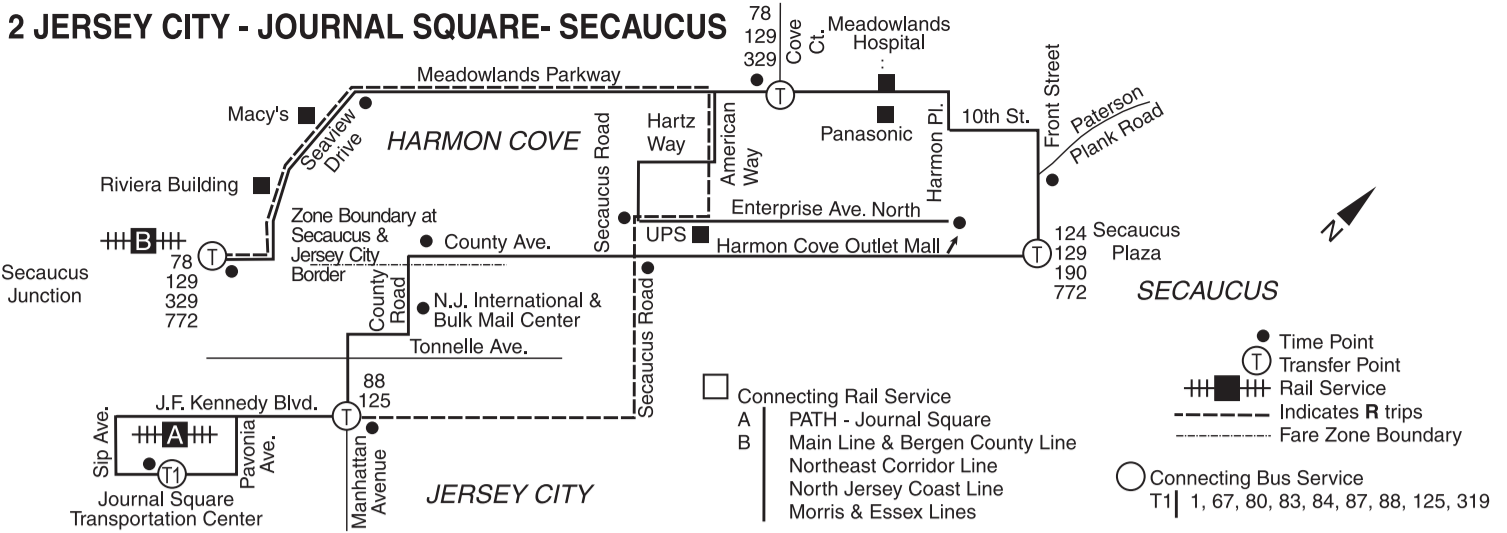 2 JERSEY CITY - JOURNAL SQUARE- SECAUCUS
78
129
329
Cove
Ct.
Meadowlands
Hospital
Meadowlands Parkway
Macy's
Seaview
Drive
HARMON COVE
Hartz
Way
American
Way
Secaucus Road
Panasonic
Harmon Pl.
10th St.
Front Street
Paterson
Plank Road
Riviera Building
Zone Boundary at
Secaucus &
Jersey City
Border
Enterprise Ave. North
UPS
Harmon Cove Outlet Mall
County Ave.
N
B
T
T
T
T
Secaucus
Junction
78
129
329
772
124
129
190
772
Secaucus
Plaza
SECAUCUS
County
Road
N.J. International &
Bulk Mail Center
Secaucus Road
Tonnelle Ave.
88
125
J.F. Kennedy Blvd.
Sip Ave.
A
Pavonia
Ave.
T1
Manhattan
Avenue
Journal Square
Transportation Center
JERSEY CITY
Connecting Rail Service
A PATH - Journal Square
B Main Line & Bergen County Line
Northeast Corridor Line
North Jersey Coast Line
Morris & Essex Lines
Time Point
T Transfer Point
Rail Service
Indicates R trips
Fare Zone Boundary
Connecting Bus Service
T1 1, 67, 80, 83, 84, 87, 88, 125, 319